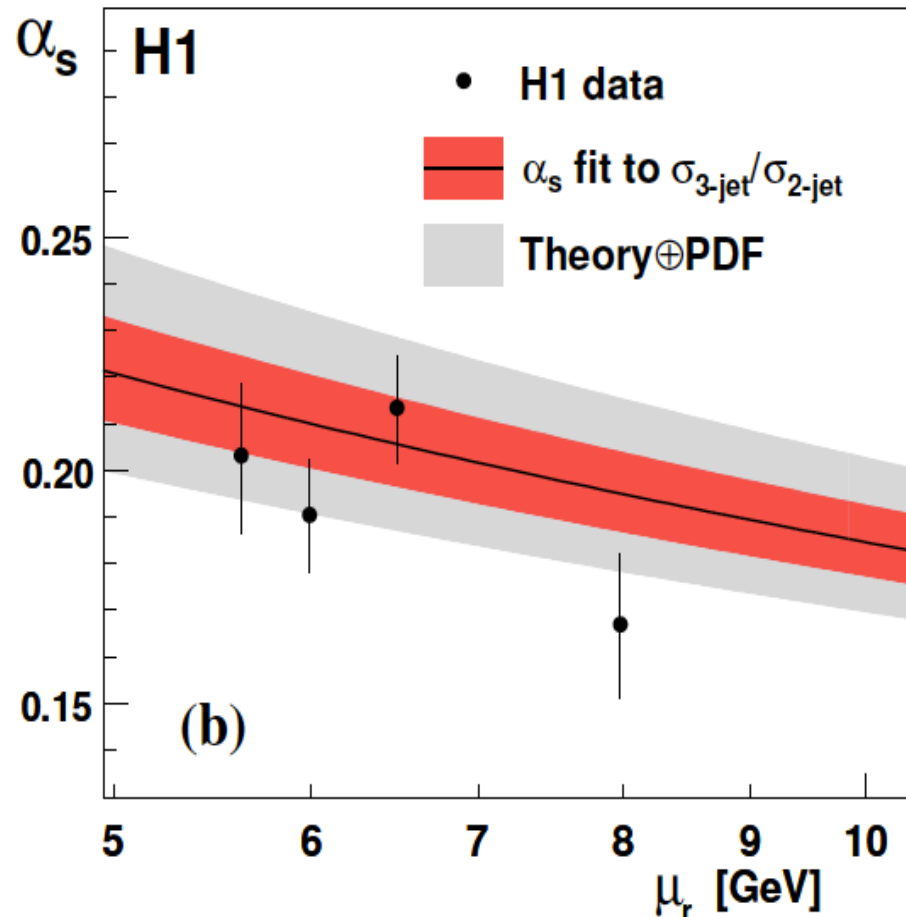 αs H1
H1 data
αs fit to σ3-jet/σ2-jet
Theory⊕PDF
0.25
0.20
0.15
(b)
5 6 7 8 9 10
μr [GeV]